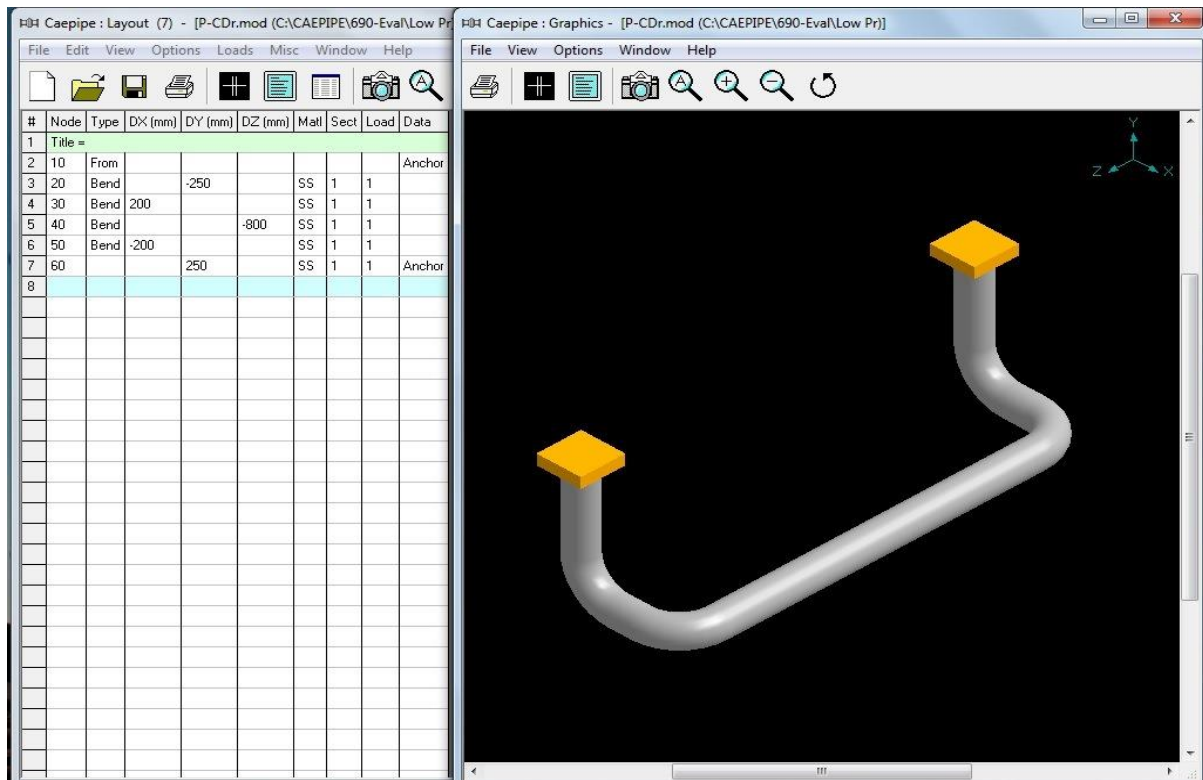 Caepipe : Layout (7) - [P-CDr.mod (C:\CAEPIPE\690-Eval\Low Pr
File Edit View Options Loads Misc Window Help
# Node Type DX (mm) DY (mm) DZ (mm) Matl Sect Load Data
1 Title =
2 10 From Anchor
3 20 Bend -250 SS 1 1
4 30 Bend 200 SS 1 1
5 40 Bend -800 SS 1 1
6 50 Bend -200 SS 1 1
7 60 250 SS 1 1 Anchor
8
Caepipe : Graphics - [P-CDr.mod (C:\CAEPIPE\690-Eval\Low Pr)]
File View Options Window Help
Y
Z X